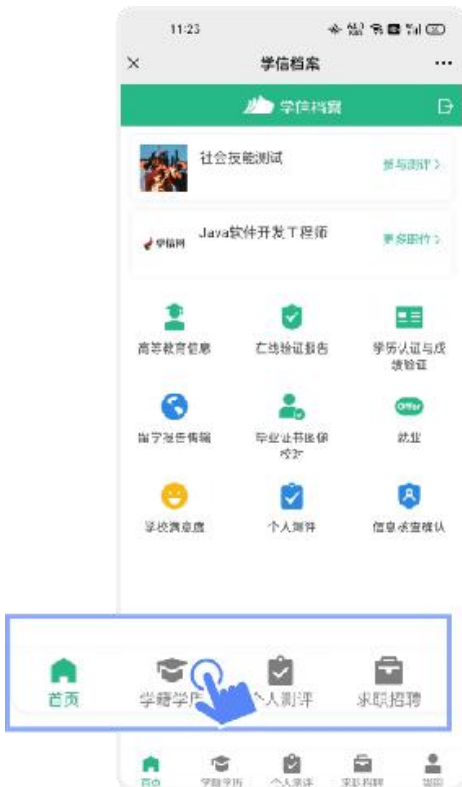 11:23
学信档案
学信档案
社会技能测试
参与测评 >
学信网
Java软件开发工程师
更多职位 >
高等教育信息
在线验证报告
学历认证与成
绩验证
留学报告传输
毕业证书图像
校对
Offer
就业
学校满意度
个人测评
信息核查确认
首页
学籍学历
个人测评
求职招聘
首页
学籍学历
个人测评
求职招聘